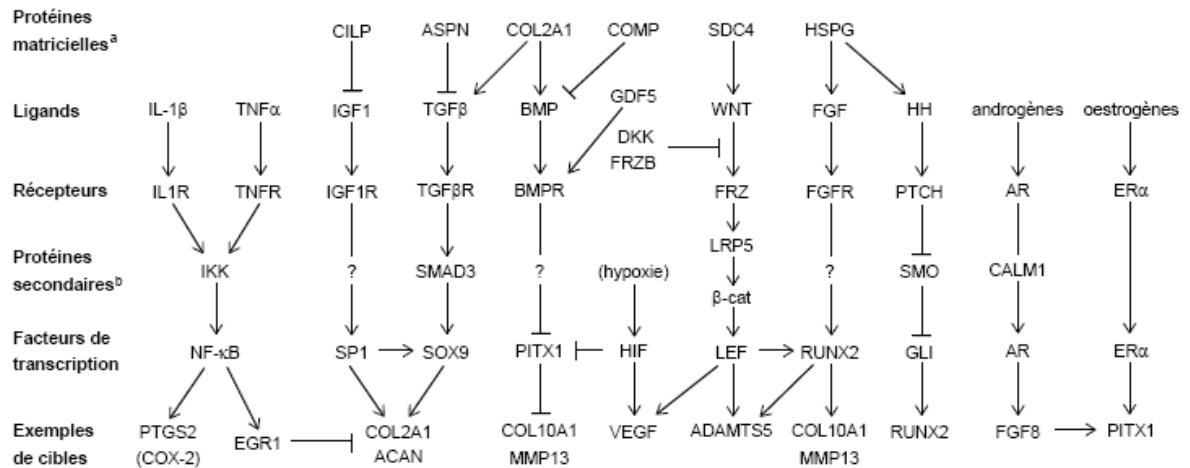 Protéines matricielles^a
CILP ASPN COL2A1 COMP SDC4 HSPG
Ligands
IL-1β TNFα IGF1 TGFβ BMP GDF5 WNT FGF HH androgènes oestrogènes
DKK
FRZB
Récepteurs
IL1R TNFR IGF1R TGFβR BMPR FRZ FGFR PTCH AR ERα
LRP5
Protéines secondaires^b
IKK ? SMAD3 ? (hypoxie) ? SMO CALM1
β-cat
Facteurs de transcription
NF-κB SP1 SOX9 PITX1 HIF LEF RUNX2 GLI AR ERα
Exemples de cibles
PTGS2 EGR1 COL2A1 COL10A1 VEGF ADAMTS5 COL10A1 RUNX2 FGF8 PITX1
(COX-2) ACAN MMP13 MMP13